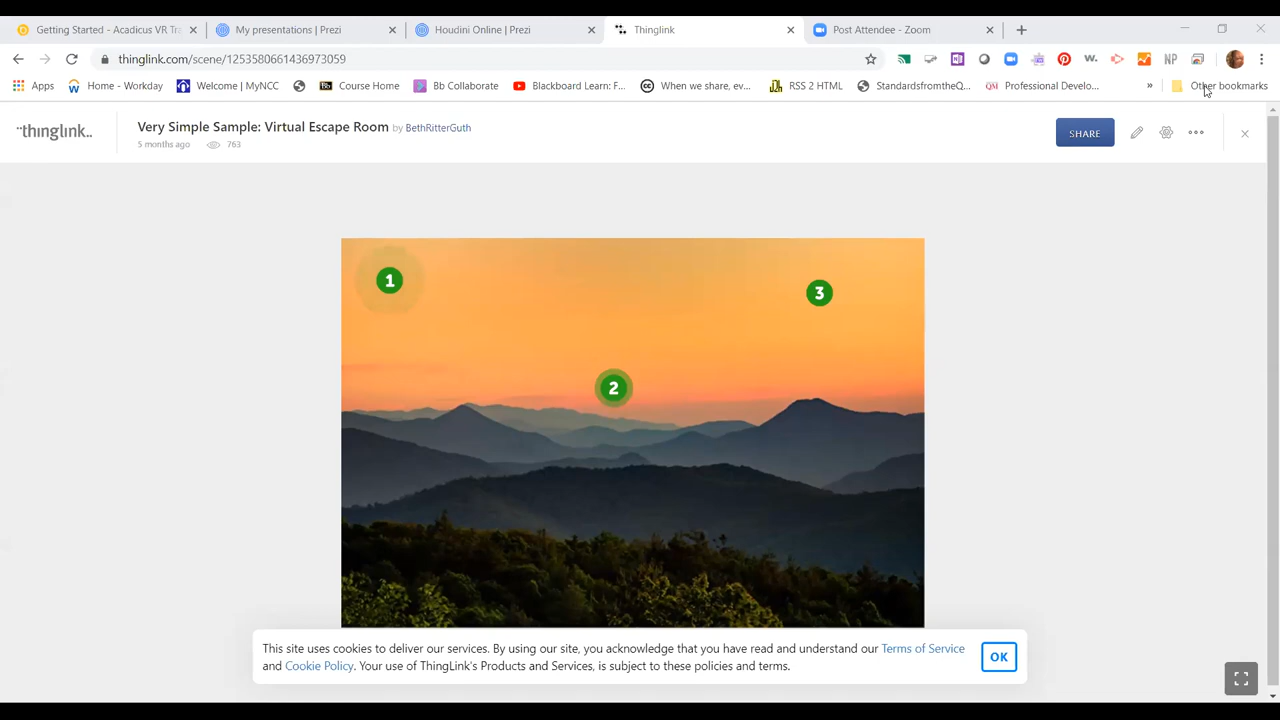 Getting Started - Acadicus VR Tra × My presentations | Prezi × Houdini Online | Prezi × Thinglink × Post Attendee - Zoom × +
thinglink.com/scene/1253580661436973059
Apps Home - Workday Welcome | MyNCC Course Home Bb Collaborate Blackboard Learn: F... When we share, ev... RSS 2 HTML StandardsfromtheQ... Professional Develo... » Other bookmarks
thinglink.. Very Simple Sample: Virtual Escape Room by BethRitterGuth
SHARE
5 months ago 763
1
3
2
This site uses cookies to deliver our services. By using our site, you acknowledge that you have read and understand our Terms of Service
and Cookie Policy. Your use of ThingLink's Products and Services, is subject to these policies and terms.
OK